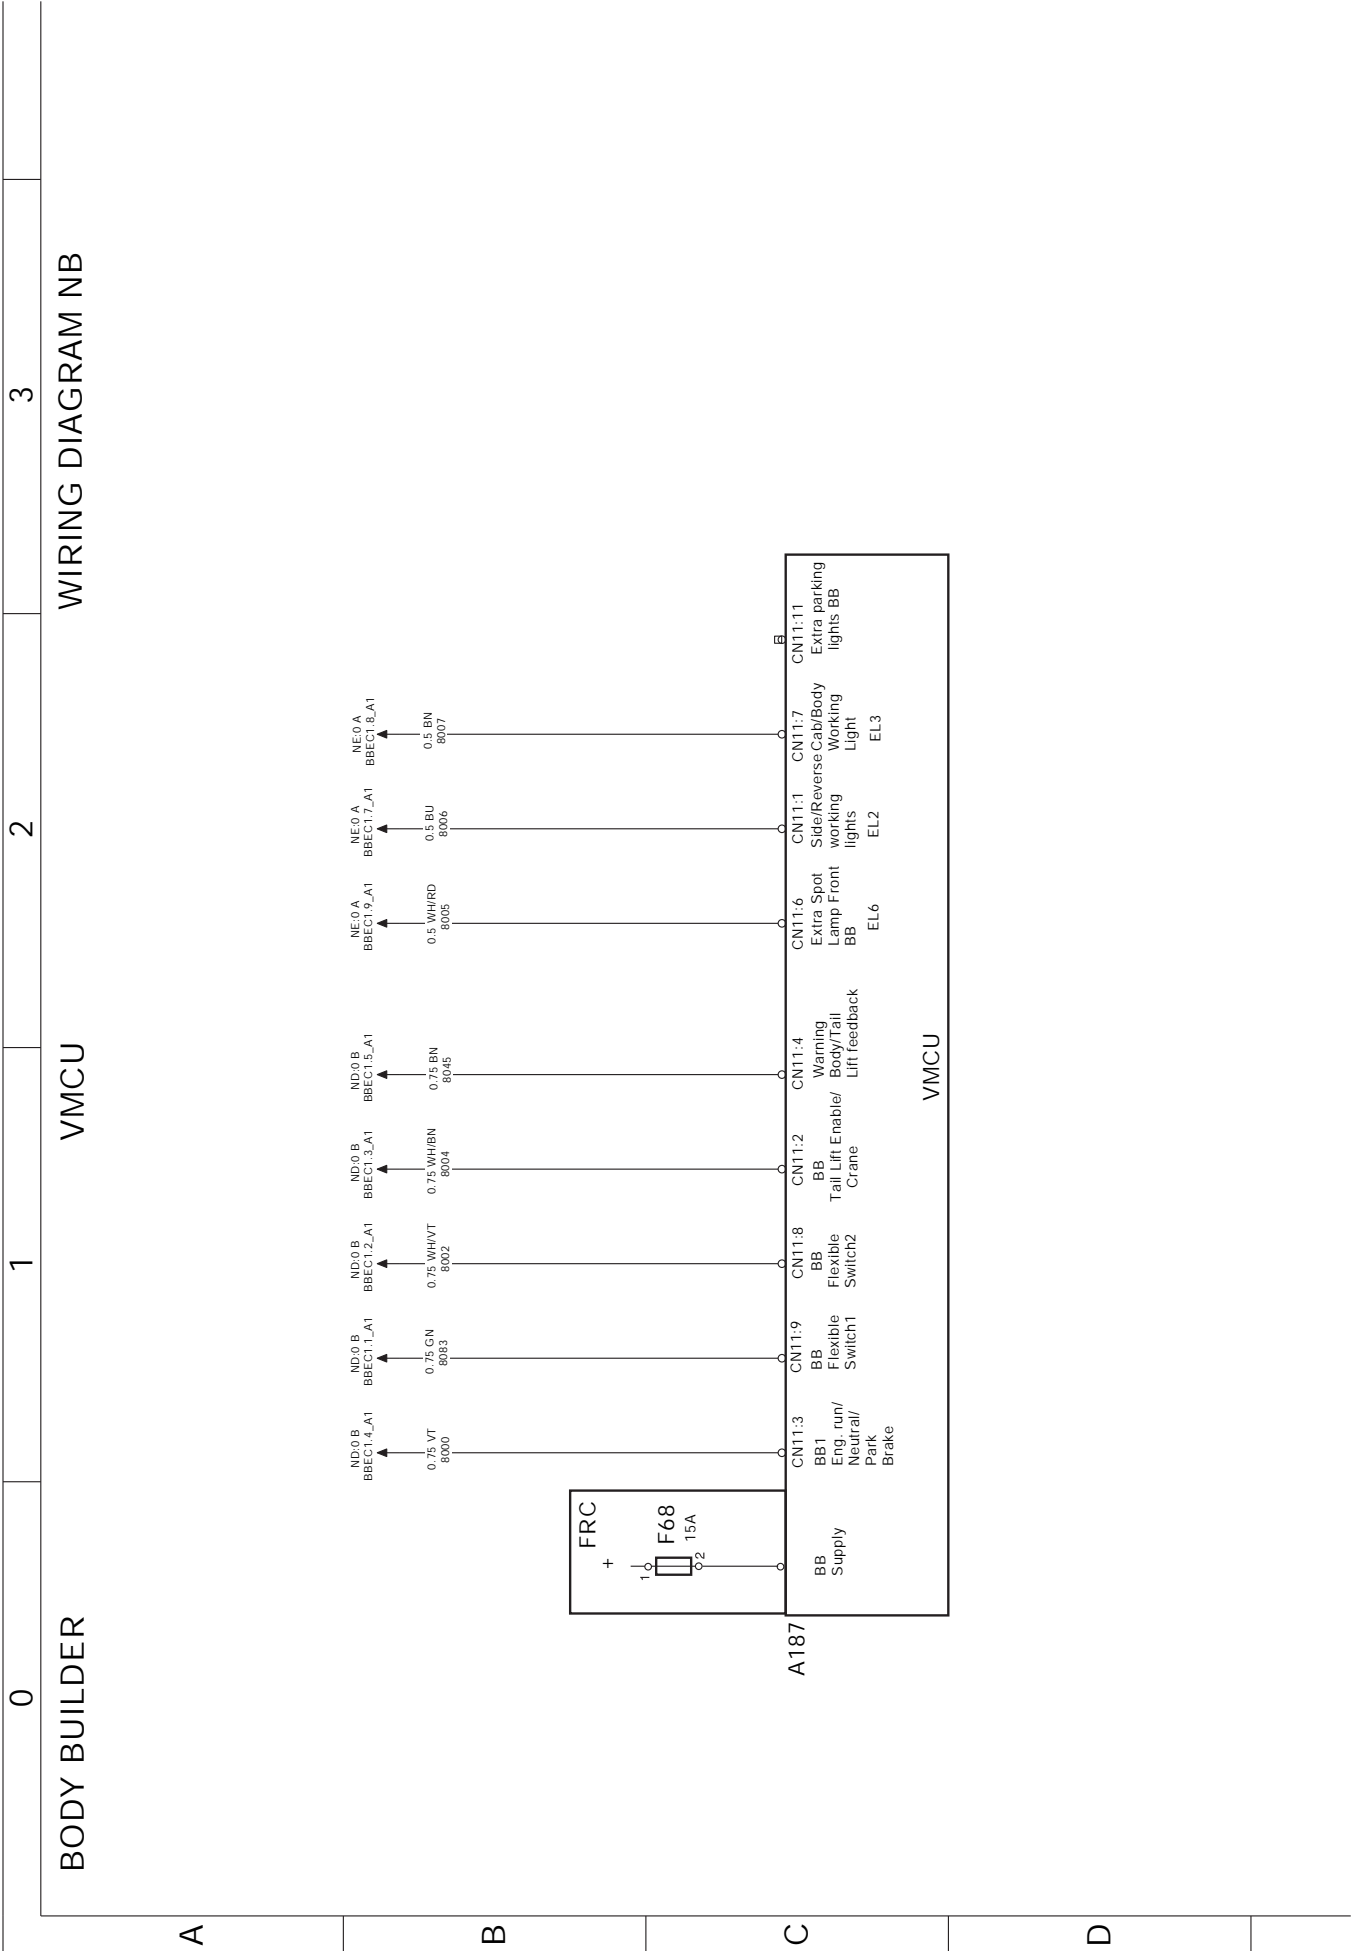 0
1
2
3
BODY BUILDER
VMCU
WIRING DIAGRAM NB
A
B
C
D
ND:0 B
BBEC1.4_A1
0.75 VT
8000
ND:0 B
BBEC1.1_A1
0.75 GN
8083
ND:0 B
BBEC1.2_A1
0.75 WH/VT
8002
ND:0 B
BBEC1.3_A1
0.75 WH/BN
8004
ND:0 B
BBEC1.5_A1
0.75 BN
8045
NE:0 A
BBEC1.9_A1
0.5 WH/RD
8005
NE:0 A
BBEC1.7_A1
0.5 BU
8006
NE:0 A
BBEC1.8_A1
0.5 BN
8007
FRC
+
1
F68
15A
2
A187
BB
Supply
CN11:3
BB1
Eng. run/
Neutral/
Park
Brake
CN11:9
BB
Flexible
Switch1
CN11:8
BB
Flexible
Switch2
CN11:2
BB
Tail Lift Enable/
Crane
CN11:4
Warning
Body/Tail
Lift feedback
CN11:6
Extra Spot
Lamp Front
BB
EL6
CN11:1
Side/Reverse
working
lights
EL2
CN11:7
Cab/Body
Working
Light
EL3
CN11:11
Extra parking
lights BB
VMCU